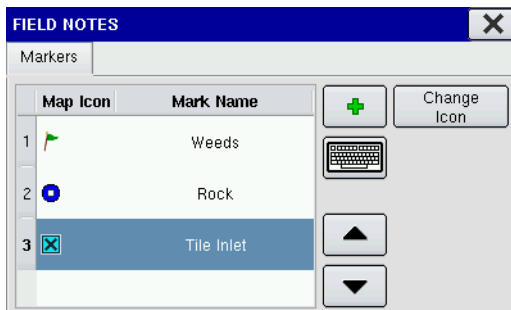 FIELD NOTES
Markers
Map Icon Mark Name
1 Weeds
2 Rock
3 Tile Inlet
Change
Icon